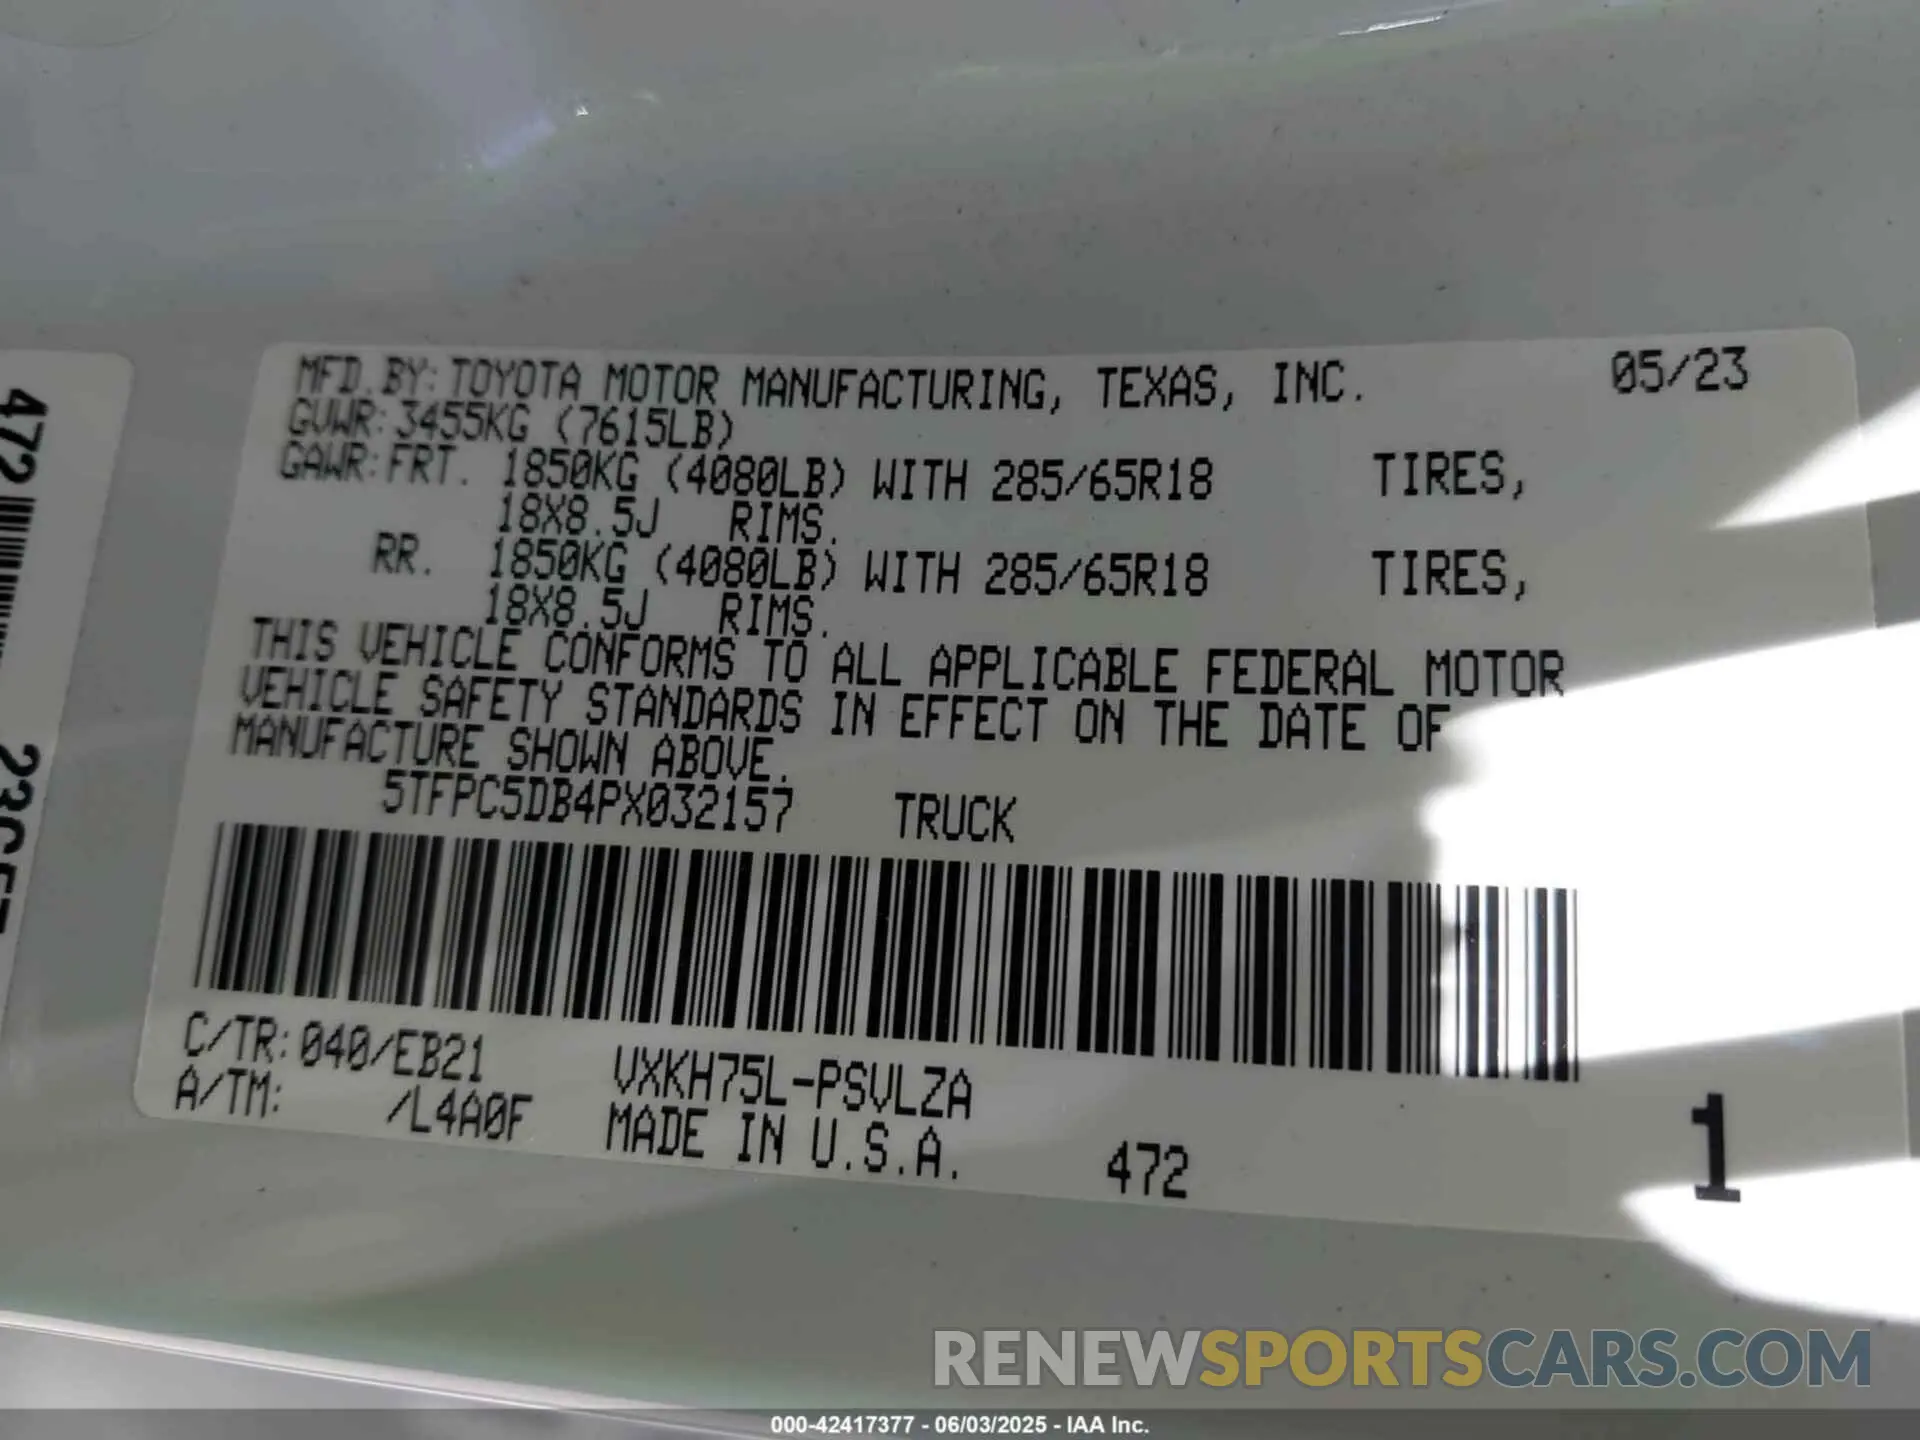 MFD.BY:TOYOTA MOTOR MANUFACTURING, TEXAS, INC. 05/23
GVWR:3455KG (7615LB)
GAWR:FRT. 1850KG (4080LB) WITH 285/65R18 TIRES,
18X8.5J RIMS.
RR. 1850KG (4080LB) WITH 285/65R18 TIRES,
18X8.5J RIMS.
THIS VEHICLE CONFORMS TO ALL APPLICABLE FEDERAL MOTOR
VEHICLE SAFETY STANDARDS IN EFFECT ON THE DATE OF
MANUFACTURE SHOWN ABOVE.
5TFPC5DB4PX032157 TRUCK
C/TR:040/EB21 VXKH75L-PSVLZA
A/TM: /L4A0F MADE IN U.S.A. 472 1
472
RENEWSPORTSCARS.COM
000-42417377 - 06/03/2025 - IAA Inc.